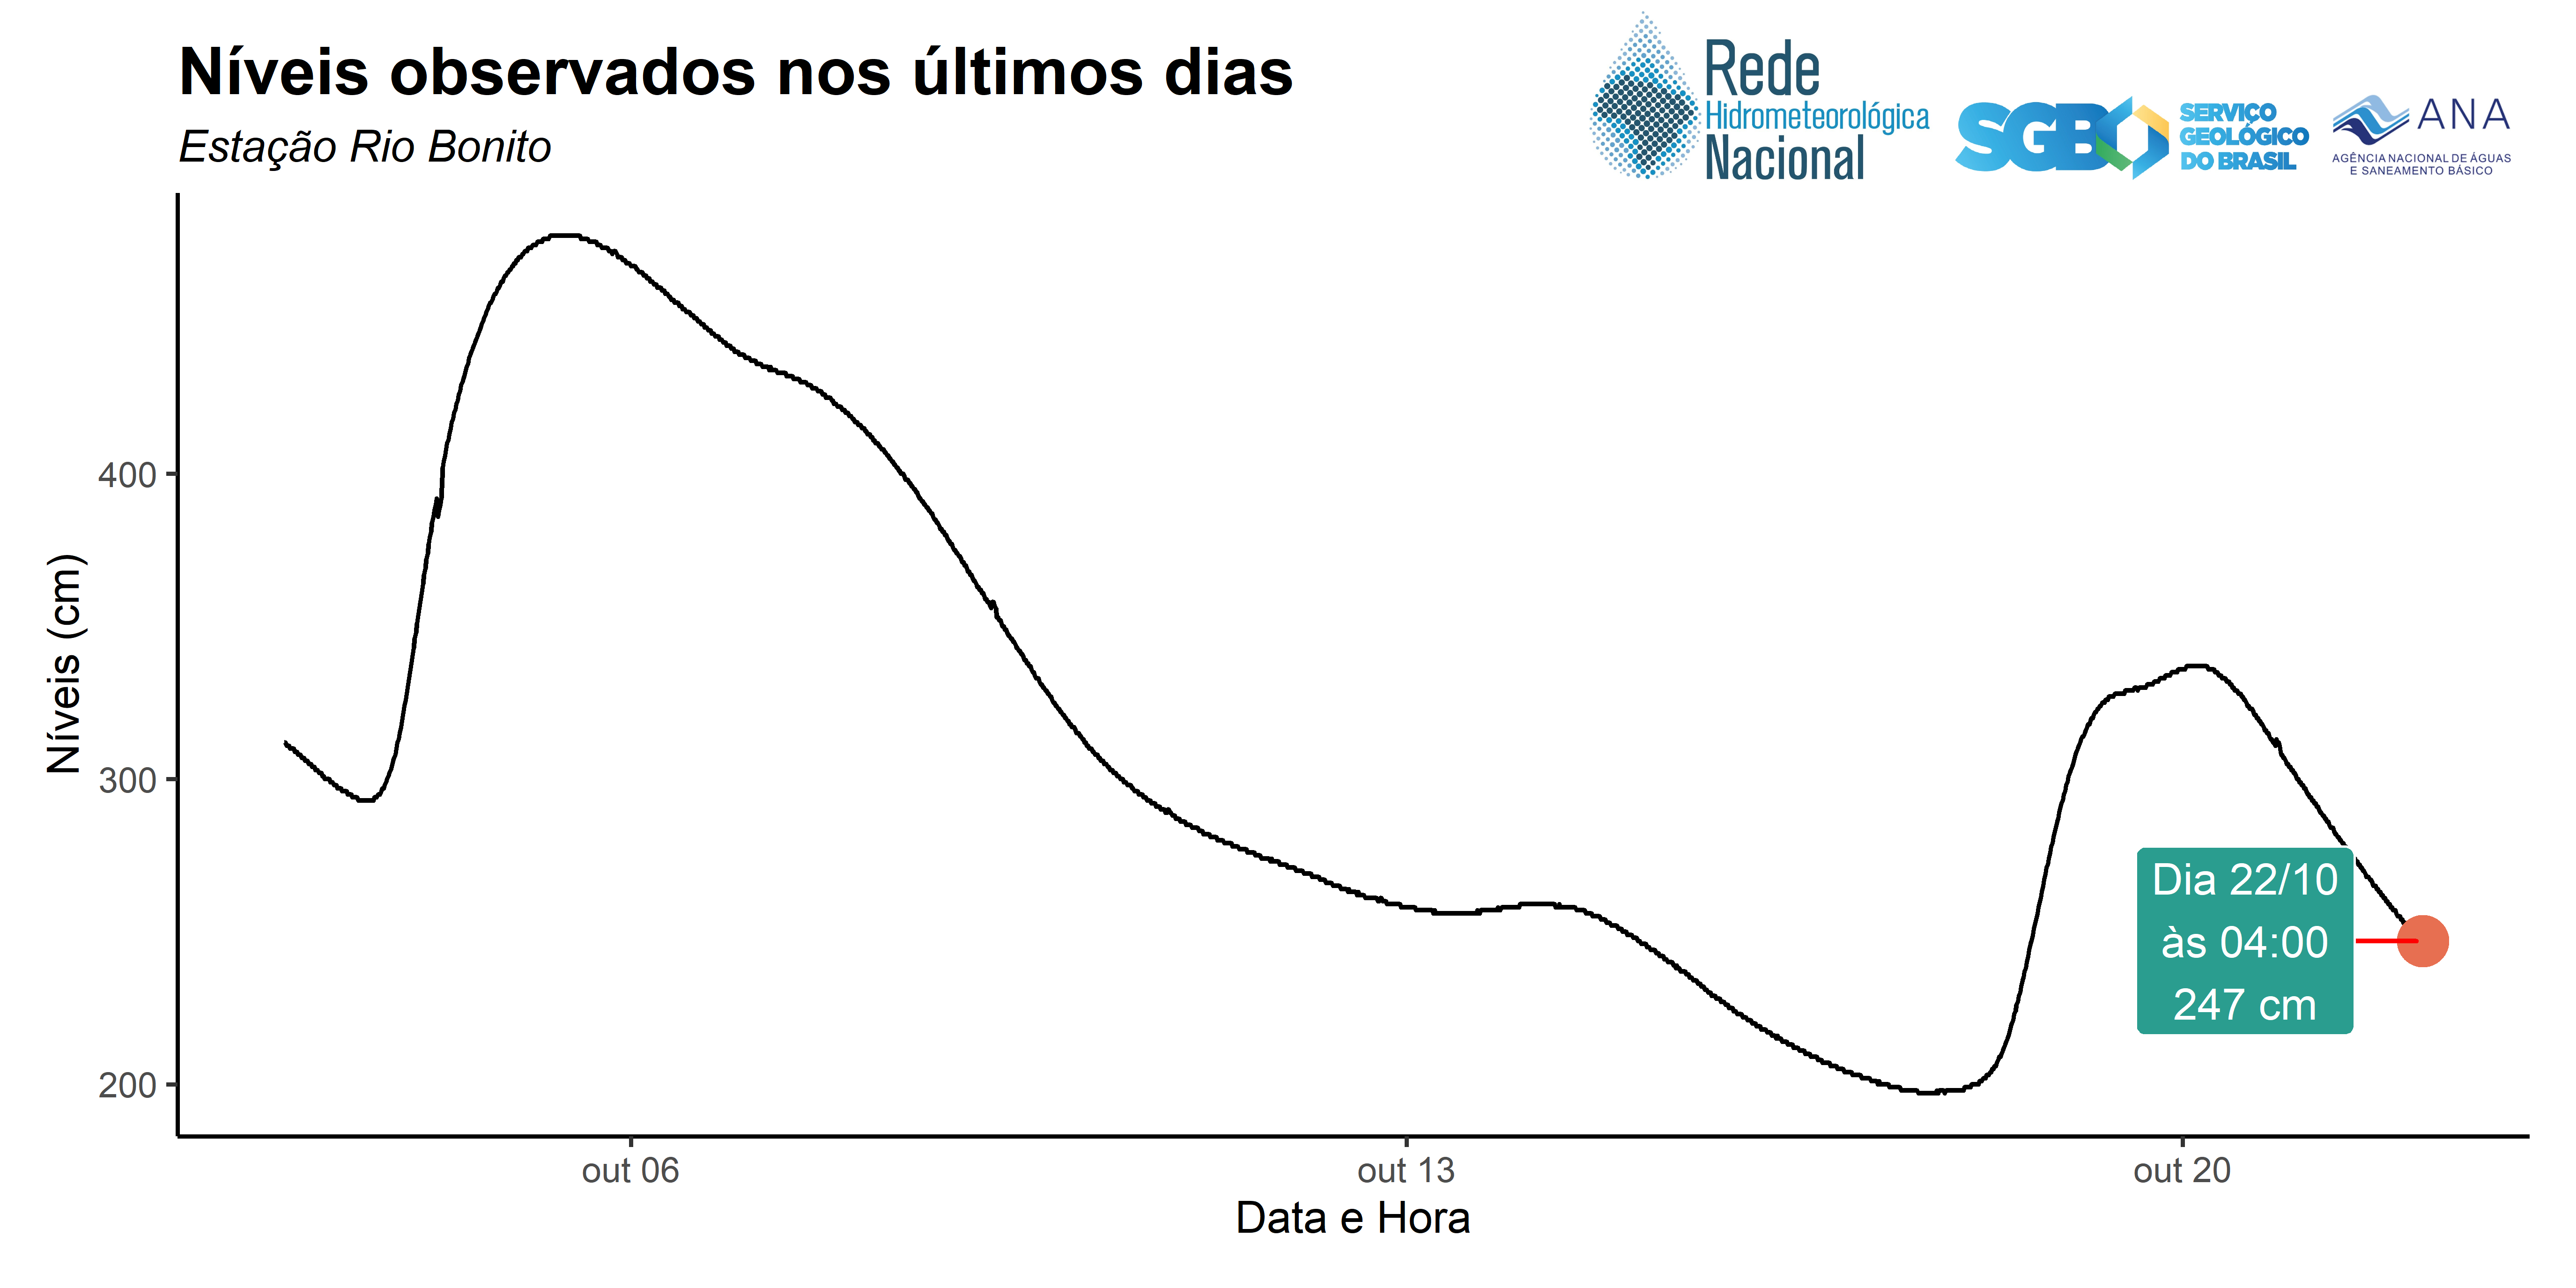 Níveis observados nos últimos dias
Estação Rio Bonito
Rede
Hidrometeorológica
Nacional
SGB
SERVIÇO
GEOLÓGICO
DO BRASIL
ANA
AGÊNCIA NACIONAL DE ÁGUAS
E SANEAMENTO BÁSICO
Níveis (cm)
400
300
200
Dia 22/10
às 04:00
247 cm
out 06
out 13
out 20
Data e Hora